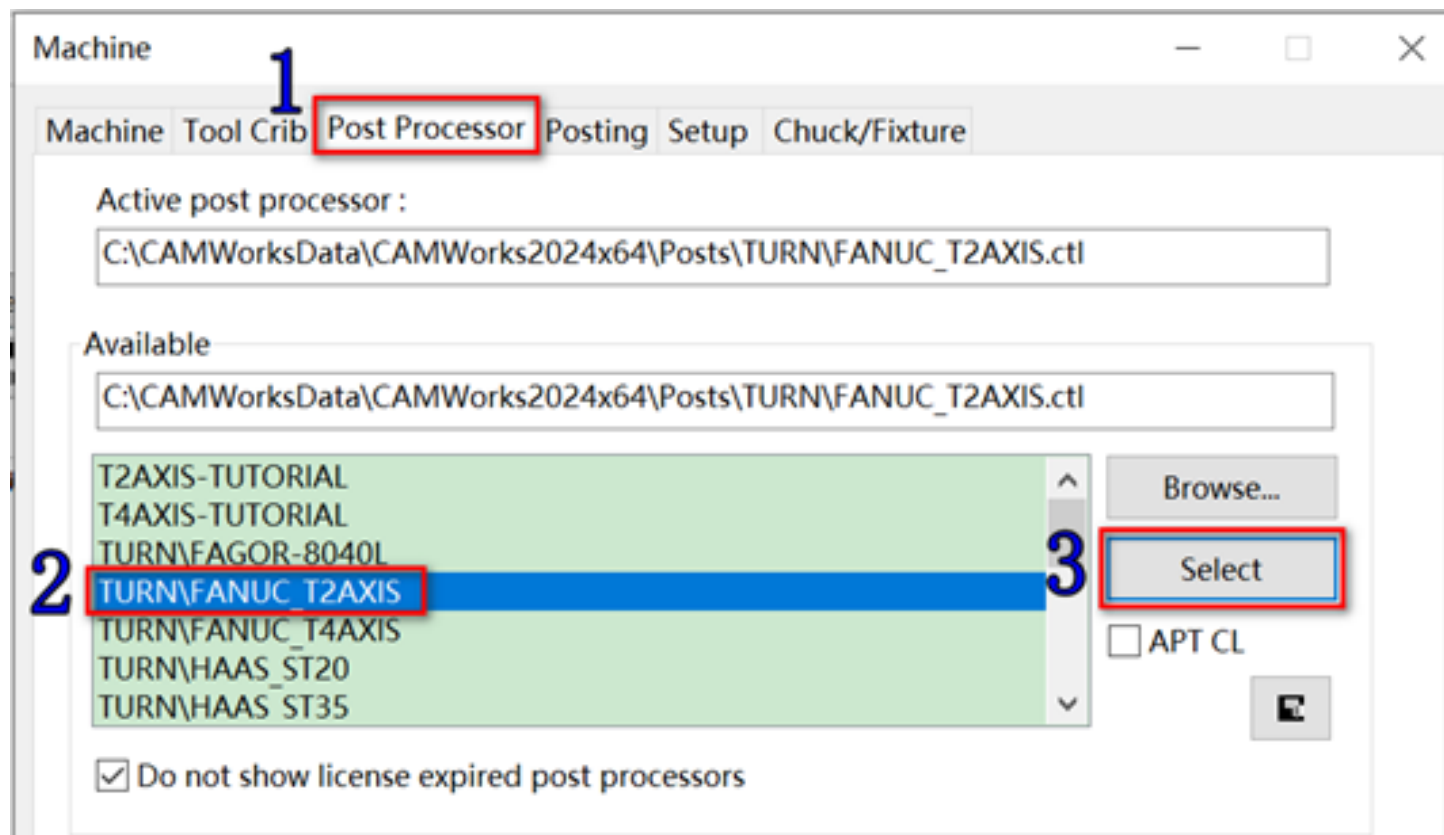 Machine
1
Machine Tool Crib Post Processor Posting Setup Chuck/Fixture
Active post processor :
C:\CAMWorksData\CAMWorks2024x64\Posts\TURN\FANUC_T2AXIS.ctl
Available
C:\CAMWorksData\CAMWorks2024x64\Posts\TURN\FANUC_T2AXIS.ctl
T2AXIS-TUTORIAL
T4AXIS-TUTORIAL
TURN\FAGOR-8040L
2 TURN\FANUC_T2AXIS
TURN\FANUC_T4AXIS
TURN\HAAS_ST20
TURN\HAAS_ST35
Browse...
3 Select
APT CL
Do not show license expired post processors